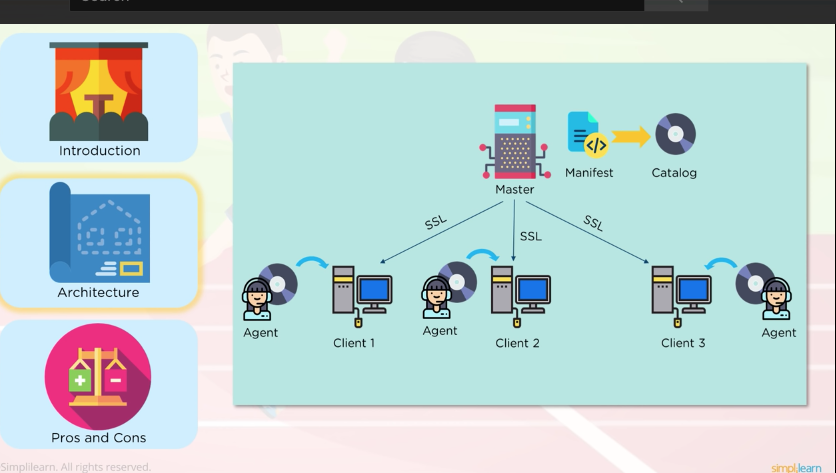 Search
Introduction
Architecture
Pros and Cons
Master
Manifest
Catalog
SSL
SSL
SSL
Agent
Client 1
Agent
Client 2
Client 3
Agent
Simplilearn. All rights reserved.
simplilearn